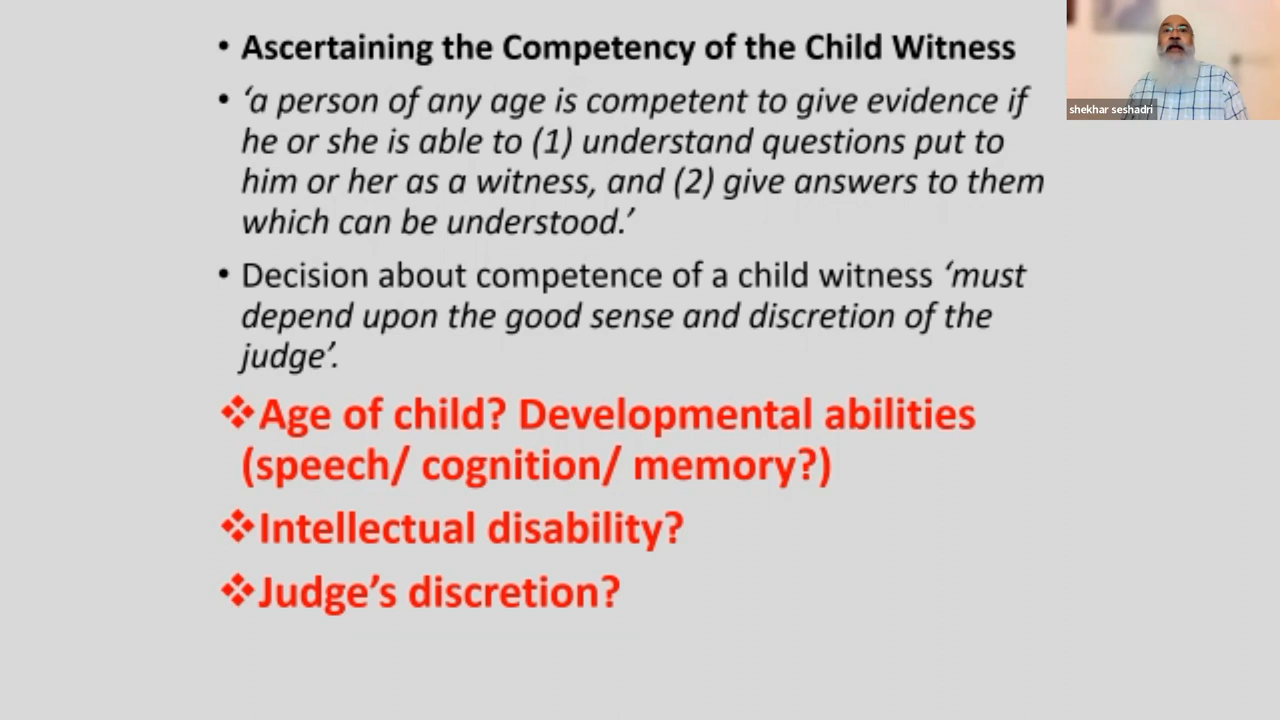 • Ascertaining the Competency of the Child Witness
• ‘a person of any age is competent to give evidence if
he or she is able to (1) understand questions put to
him or her as a witness, and (2) give answers to them
which can be understood.’
• Decision about competence of a child witness ‘must
depend upon the good sense and discretion of the
judge’.
❖Age of child? Developmental abilities
(speech/ cognition/ memory?)
❖Intellectual disability?
❖Judge’s discretion?
shekhar seshadri